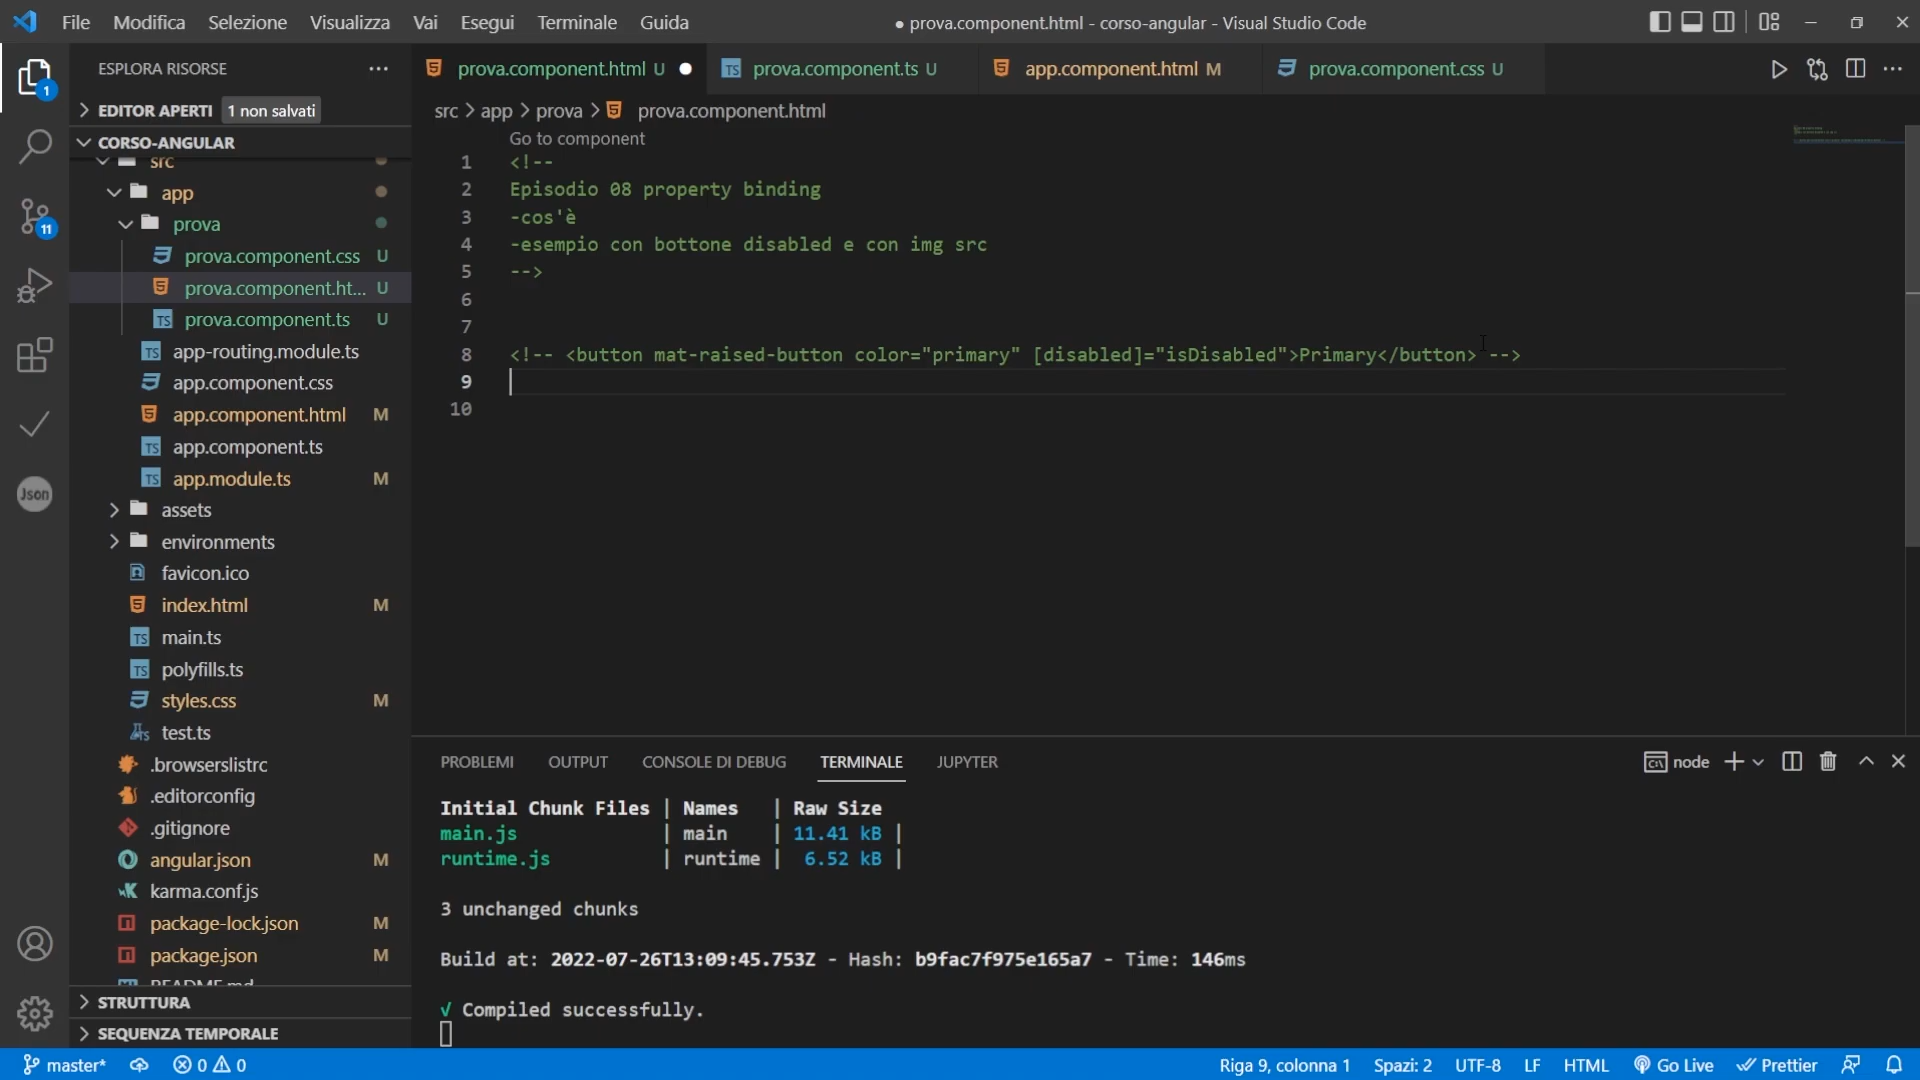 File Modifica Selezione Visualizza Vai Esegui Terminale Guida
● prova.component.html - corso-angular - Visual Studio Code
ESPLORA RISORSE
EDITOR APERTI 1 non salvati
CORSO-ANGULAR
src
app
prova
prova.component.css U
prova.component.ht... U
prova.component.ts U
app-routing.module.ts
app.component.css
app.component.html M
app.component.ts
app.module.ts M
assets
environments
favicon.ico
index.html M
main.ts
polyfills.ts
styles.css M
test.ts
.browserslistrc
.editorconfig
.gitignore
angular.json M
karma.conf.js
package-lock.json M
package.json M
README.md
STRUTTURA
SEQUENZA TEMPORALE
1
11
Json
prova.component.html U ●
prova.component.ts U
app.component.html M
prova.component.css U
src > app > prova > prova.component.html
Go to component
1 <!--
2 Episodio 08 property binding
3 -cos'è
4 -esempio con bottone disabled e con img src
5 -->
6
7
8 <!-- <button mat-raised-button color="primary" [disabled]="isDisabled">Primary</button> -->
9
10
PROBLEMI OUTPUT CONSOLE DI DEBUG TERMINALE JUPYTER
node
Initial Chunk Files | Names | Raw Size
main.js | main | 11.41 kB |
runtime.js | runtime | 6.52 kB |
3 unchanged chunks
Build at: 2022-07-26T13:09:45.753Z - Hash: b9fac7f975e165a7 - Time: 146ms
√ Compiled successfully.
master* 0 0
Riga 9, colonna 1 Spazi: 2 UTF-8 LF HTML Go Live Prettier